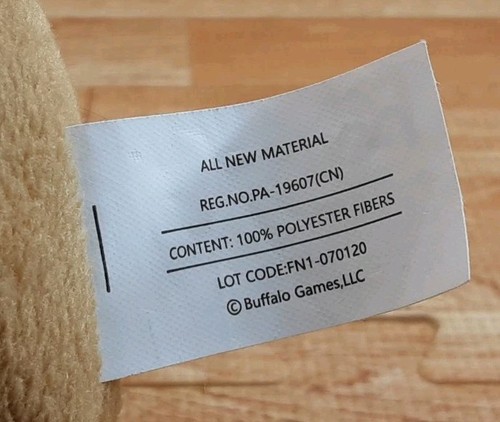 ALL NEW MATERIAL
REG.NO.PA-19607(CN)
CONTENT: 100% POLYESTER FIBERS
LOT CODE:FN1-070120
©Buffalo Games,LLC